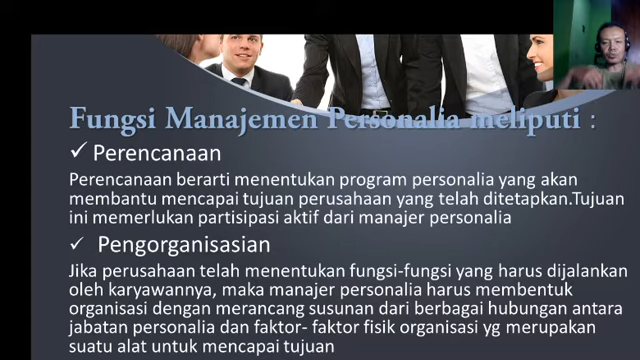 Fungsi Manajemen Personalia meliputi :
✓ Perencanaan
Perencanaan berarti menentukan program personalia yang akan
membantu mencapai tujuan perusahaan yang telah ditetapkan.Tujuan
ini memerlukan partisipasi aktif dari manajer personalia
✓ Pengorganisasian
Jika perusahaan telah menentukan fungsi-fungsi yang harus dijalankan
oleh karyawannya, maka manajer personalia harus membentuk
organisasi dengan merancang susunan dari berbagai hubungan antara
jabatan personalia dan faktor- faktor fisik organisasi yg merupakan
suatu alat untuk mencapai tujuan